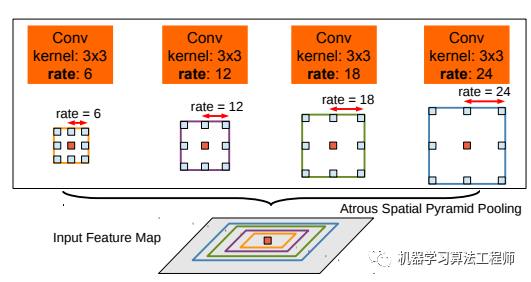 Conv
kernel: 3x3
rate: 6
Conv
kernel: 3x3
rate: 12
Conv
kernel: 3x3
rate: 18
Conv
kernel: 3x3
rate: 24
rate = 6
rate = 12
rate = 18
rate = 24
Atrous Spatial Pyramid Pooling
Input Feature Map
机器学习算法工程师